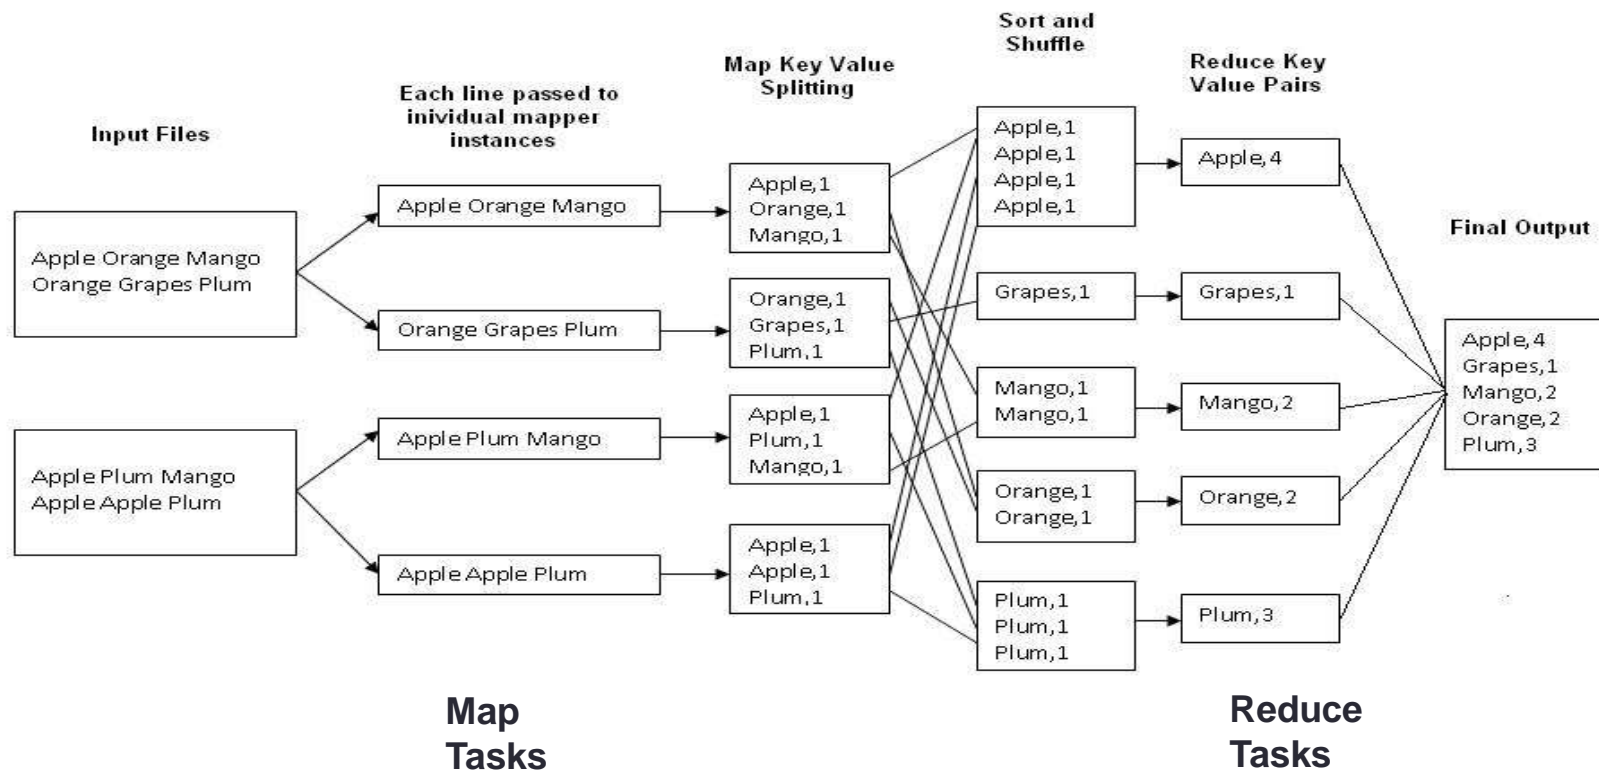 Input Files
Apple Orange Mango
Orange Grapes Plum
Apple Plum Mango
Apple Apple Plum
Each line passed to
inividual mapper
instances
Apple Orange Mango
Orange Grapes Plum
Apple Plum Mango
Apple Apple Plum
Map Key Value
Splitting
Apple,1
Orange,1
Mango,1
Orange,1
Grapes,1
Plum,1
Apple,1
Plum,1
Mango,1
Apple,1
Apple,1
Plum,1
Sort and
Shuffle
Apple,1
Apple,1
Apple,1
Apple,1
Grapes,1
Mango,1
Mango,1
Orange,1
Orange,1
Plum,1
Plum,1
Plum,1
Reduce Key
Value Pairs
Apple,4
Grapes,1
Mango,2
Orange,2
Plum,3
Final Output
Apple,4
Grapes,1
Mango,2
Orange,2
Plum,3
Map
Tasks
Reduce
Tasks